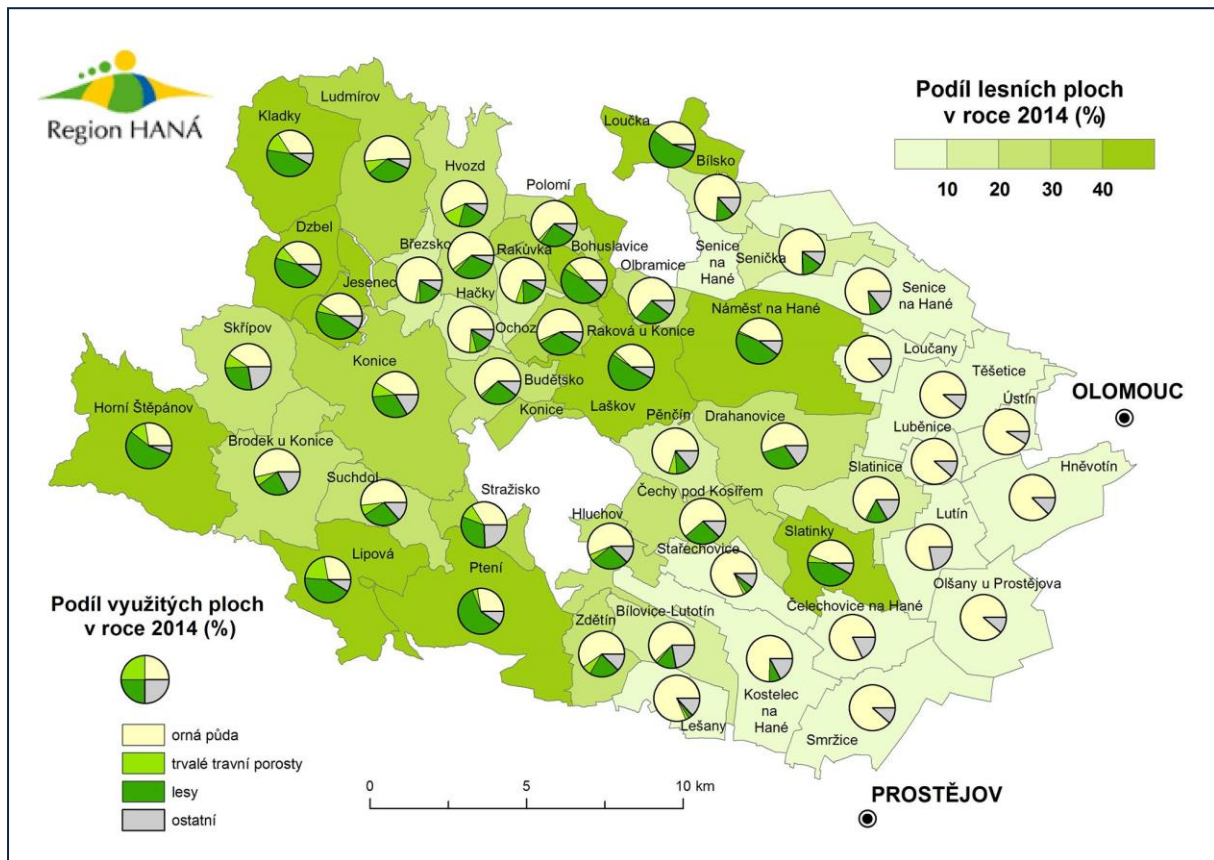 Region HANÁ
Podíl lesních ploch
v roce 2014 (%)
10 20 30 40
Kladky
Ludmírov
Hvozd
Loučka
Bílsko
Polomí
Dzbel
Březsko
Rakůvka
Bohuslavice
Senice
na
Hané
Senička
Jesenec
Olbramice
Senice
na Hané
Hačky
Skřípov
Ochoz
Raková u Konice
Náměšť na Hané
Loučany
Konice
Těšetice
Budětsko
Ústín
OLOMOUC
Konice
Laškov
Horní Štěpánov
Pěnčín
Drahanovice
Luběnice
Brodek u Konice
Slatinice
Hněvotín
Suchdol
Stražisko
Čechy pod Kosířem
Hluchov
Lutín
Slatinky
Stařechovice
Lipová
Ptení
Olšany u Prostějova
Čelechovice na Hané
Bílovice-Lutotín
Zdětín
Kostelec
na
Hané
Lešany
Smržice
PROSTĚJOV
Podíl využitých ploch
v roce 2014 (%)
orná půda
trvalé travní porosty
lesy
ostatní
0 5 10 km